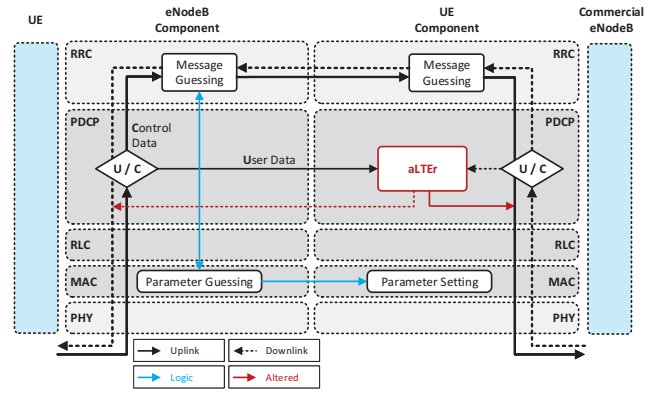 UE
eNodeB
Component
UE
Component
Commercial
eNodeB
RRC
Message
Guessing
Message
Guessing
RRC
PDCP
Control
Data
PDCP
U / C
User Data
aLTEr
U / C
RLC
RLC
MAC
Parameter Guessing
Parameter Setting
MAC
PHY
PHY
Uplink
Downlink
Logic
Altered